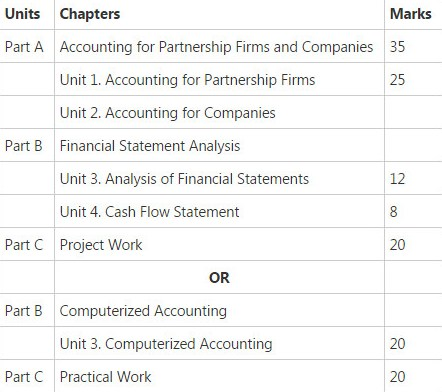 Units Chapters Marks
Part A Accounting for Partnership Firms and Companies 35
Unit 1. Accounting for Partnership Firms 25
Unit 2. Accounting for Companies
Part B Financial Statement Analysis
Unit 3. Analysis of Financial Statements 12
Unit 4. Cash Flow Statement 8
Part C Project Work 20
OR
Part B Computerized Accounting
Unit 3. Computerized Accounting 20
Part C Practical Work 20